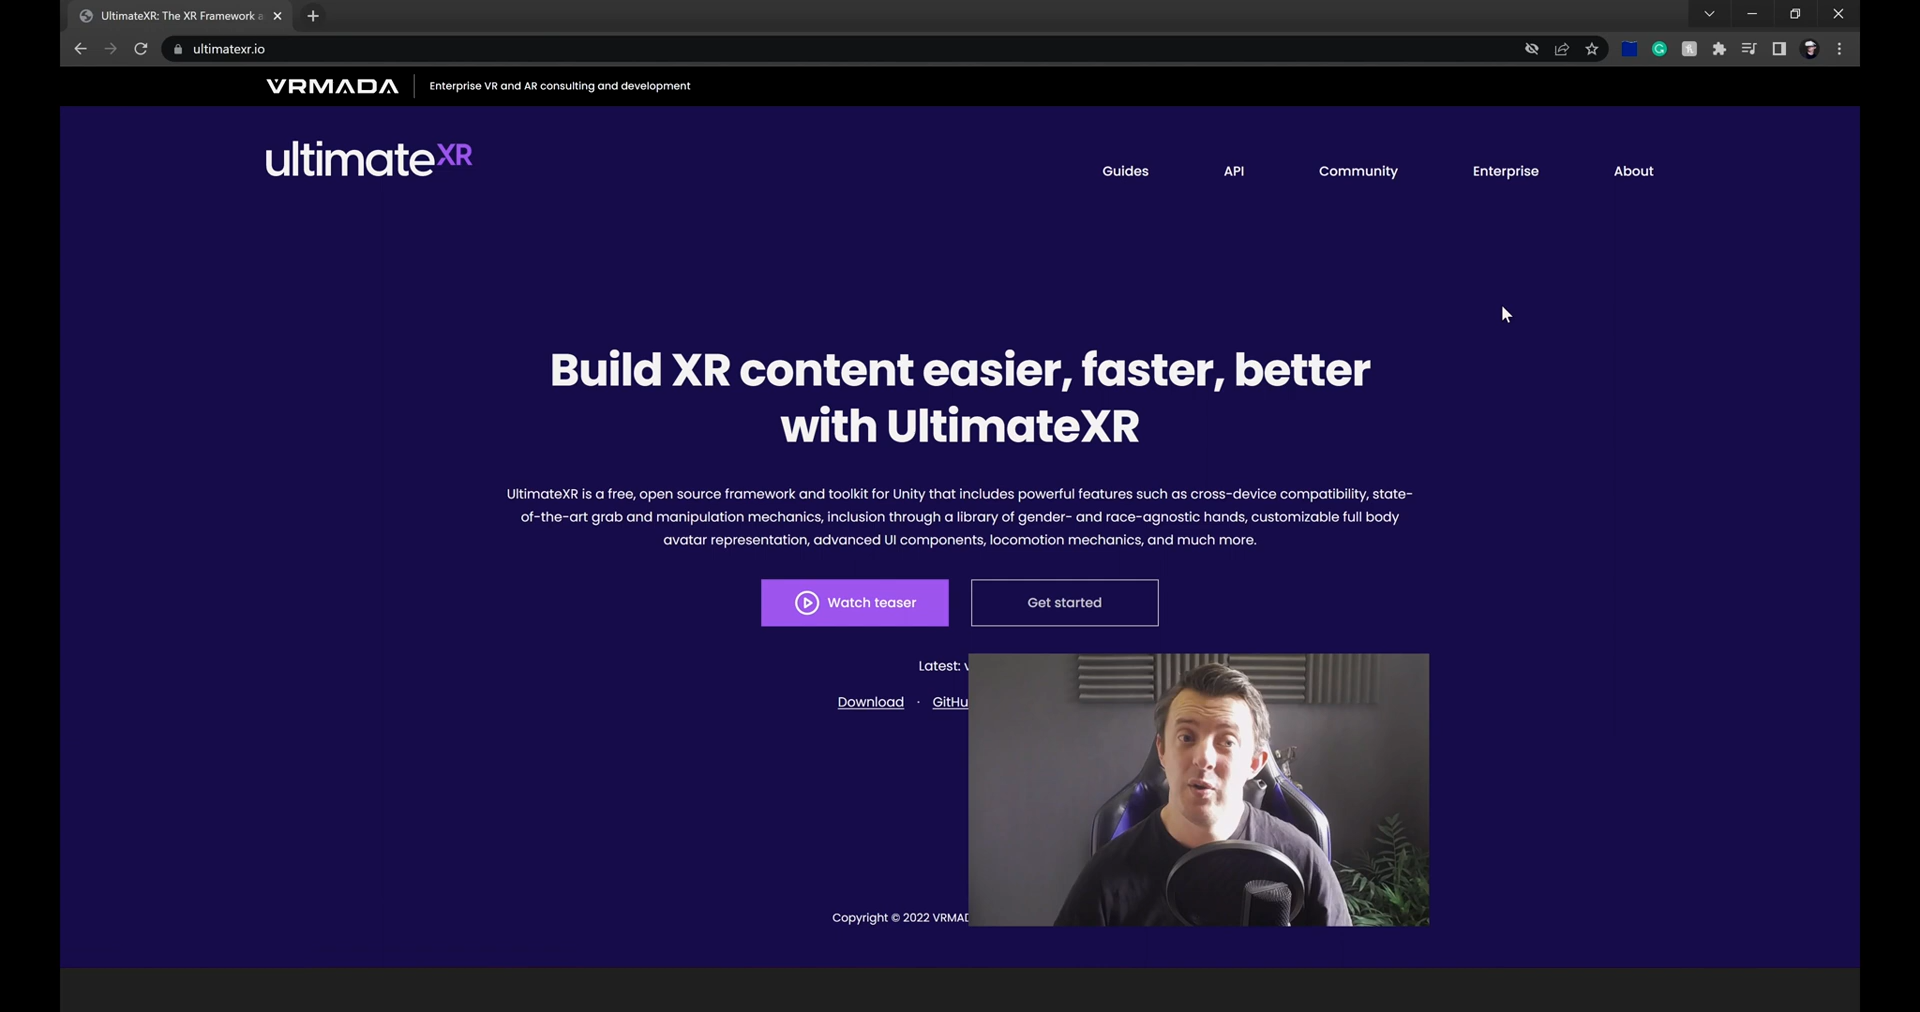 UltimateXR: The XR Framework
ultimatexr.io
VRMADA
Enterprise VR and AR consulting and development
ultimateXR
Guides
API
Community
Enterprise
About
Build XR content easier, faster, better
with UltimateXR
UltimateXR is a free, open source framework and toolkit for Unity that includes powerful features such as cross-device compatibility, state-
of-the-art grab and manipulation mechanics, inclusion through a library of gender- and race-agnostic hands, customizable full body
avatar representation, advanced UI components, locomotion mechanics, and much more.
Watch teaser
Get started
Latest:
Download ·
Copyright © 2022